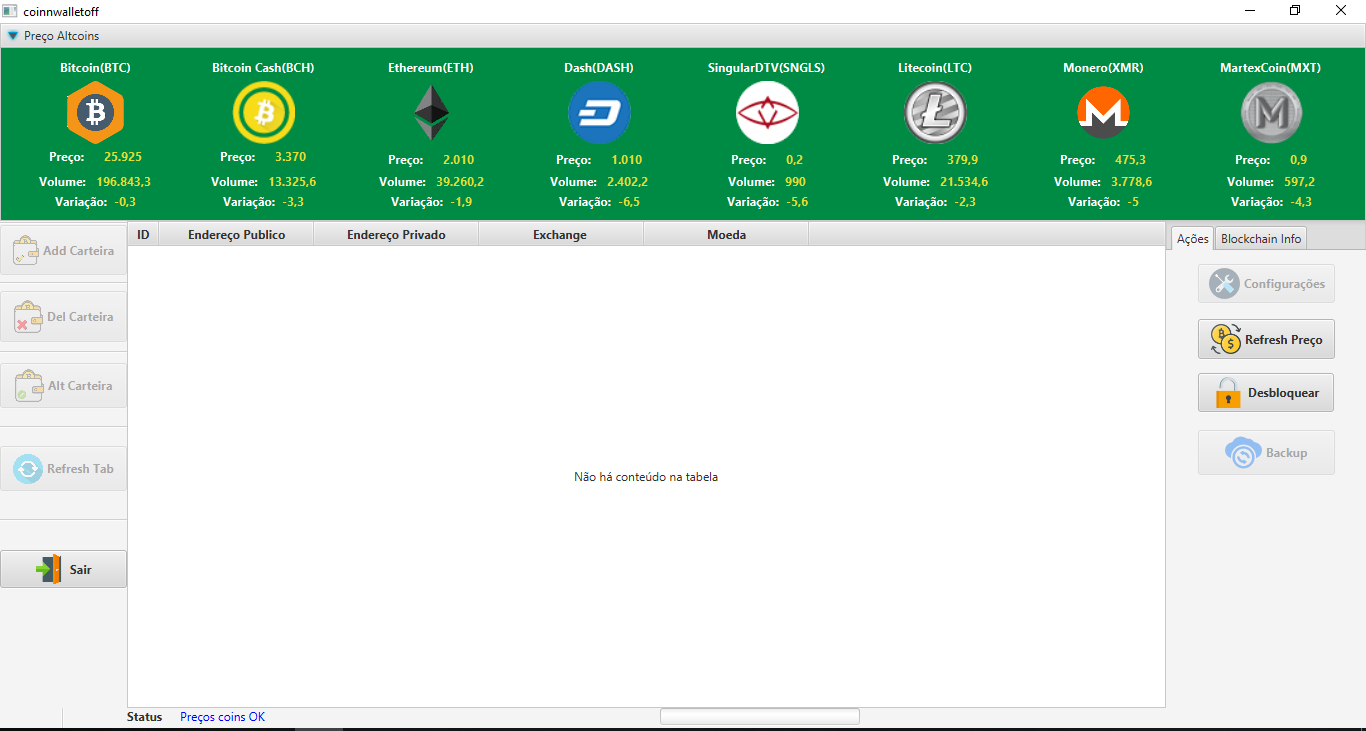 coinnwalletoff
Preço Altcoins
Bitcoin(BTC) Bitcoin Cash(BCH) Ethereum(ETH) Dash(DASH) SingularDTV(SNGLS) Litecoin(LTC) Monero(XMR) MartexCoin(MXT)
Preço: 25.925 Preço: 3.370 Preço: 2.010 Preço: 1.010 Preço: 0,2 Preço: 379,9 Preço: 475,3 Preço: 0,9
Volume: 196.843,3 Volume: 13.325,6 Volume: 39.260,2 Volume: 2.402,2 Volume: 990 Volume: 21.534,6 Volume: 3.778,6 Volume: 597,2
Variação: -0,3 Variação: -3,3 Variação: -1,9 Variação: -6,5 Variação: -5,6 Variação: -2,3 Variação: -5 Variação: -4,3
ID Endereço Publico Endereço Privado Exchange Moeda
Ações Blockchain Info
Add Carteira
Del Carteira
Alt Carteira
Refresh Tab
Sair
Não há conteúdo na tabela
Configurações
Refresh Preço
Desbloquear
Backup
Status Preços coins OK